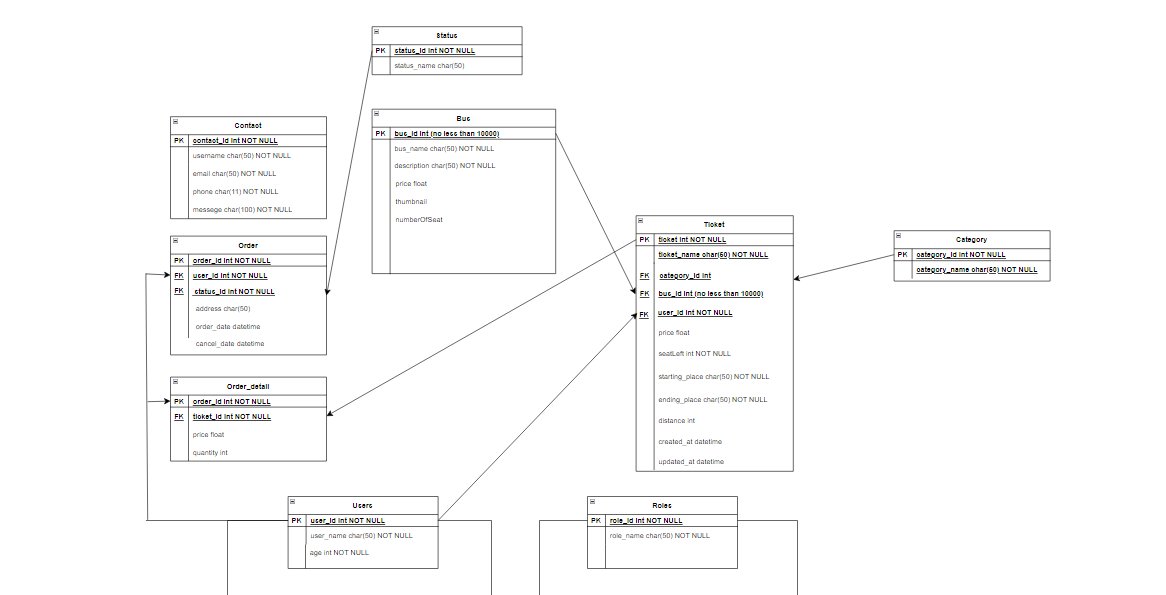 Status
PK status_id int NOT NULL
status_name char(50)
Contact
PK contact_id int NOT NULL
username char(50) NOT NULL
email char(50) NOT NULL
phone char(11) NOT NULL
messege char(100) NOT NULL
Bus
PK bus_id int (no less than 10000)
bus_name char(50) NOT NULL
description char(50) NOT NULL
price float
thumbnail
numberOfSeat
Order
PK order_id int NOT NULL
FK user_id int NOT NULL
FK status_id int NOT NULL
address char(50)
order_date datetime
cancel_date datetime
Ticket
PK ticket int NOT NULL
ticket_name char(50) NOT NULL
FK category_id int
FK bus_id int (no less than 10000)
FK user_id int NOT NULL
price float
seatLeft int NOT NULL
starting_place char(50) NOT NULL
ending_place char(50) NOT NULL
distance int
created_at datetime
updated_at datetime
Category
PK category_id int NOT NULL
category_name char(50) NOT NULL
Order_detail
PK order_id int NOT NULL
FK ticket_id int NOT NULL
price float
quantity int
Users
PK user_id int NOT NULL
user_name char(50) NOT NULL
age int NOT NULL
Roles
PK role_id int NOT NULL
role_name char(50) NOT NULL